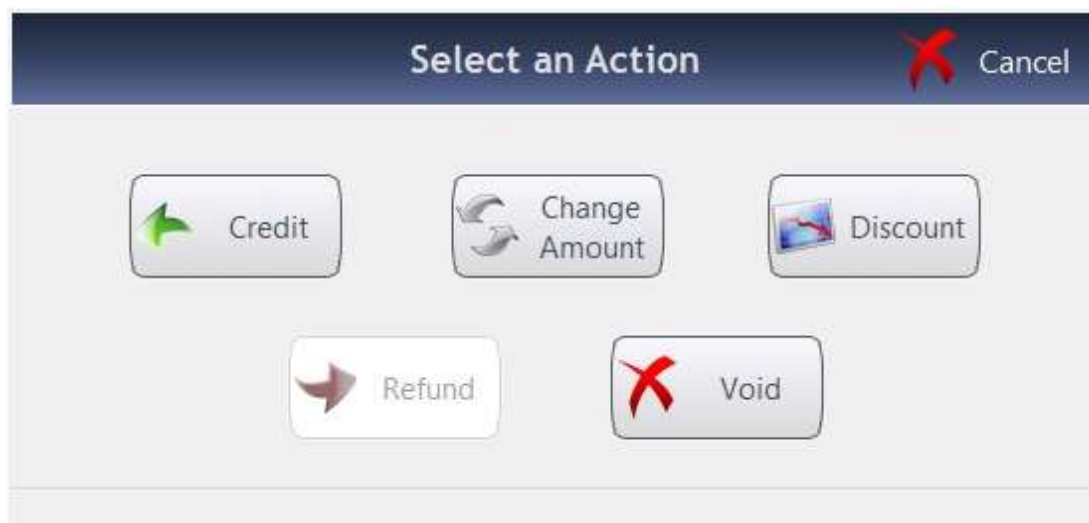 Select an Action
Cancel
Credit
Change
Amount
Discount
Refund
Void